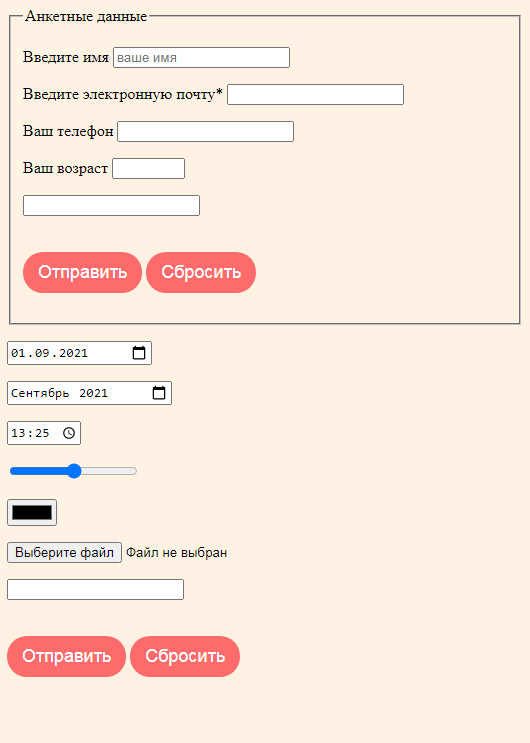 Анкетные данные
Введите имя ваше имя
Введите электронную почту*
Ваш телефон
Ваш возраст
Отправить Сбросить
01.09.2021
Сентябрь 2021
13:25
Выберите файл Файл не выбран
Отправить Сбросить